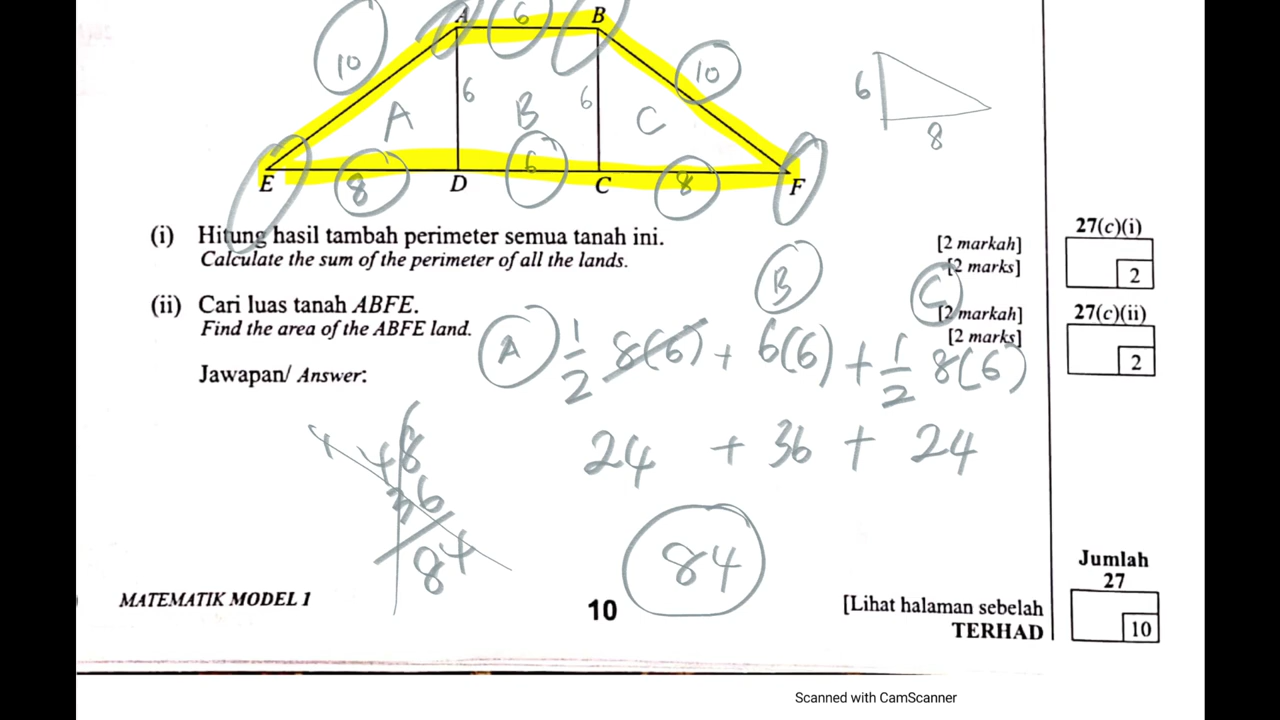 A 6 B
10 10
6 6 6
A B C 8
E 8 D 6 C 8 F
(i) Hitung hasil tambah perimeter semua tanah ini. 27(c)(i)
Calculate the sum of the perimeter of all the lands. [2 markah]
[2 marks] 2
B C
(ii) Cari luas tanah ABFE. [2 markah] 27(c)(ii)
Find the area of the ABFE land. [2 marks] 2
A 1/2 8(6) + 6(6) + 1/2 8(6)
Jawapan/ Answer:
24 + 36 + 24
48
36
84
84
Jumlah
27
10
MATEMATIK MODEL 1
10
[Lihat halaman sebelah
TERHAD
Scanned with CamScanner